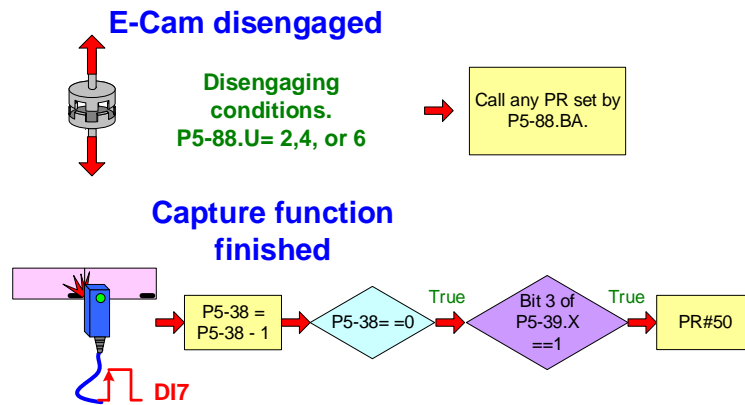 E-Cam disengaged
Disengaging
conditions.
P5-88.U= 2,4, or 6
Call any PR set by
P5-88.BA.
Capture function
finished
DI7
P5-38 =
P5-38 - 1
P5-38= =0
True
Bit 3 of
P5-39.X
==1
True
PR#50